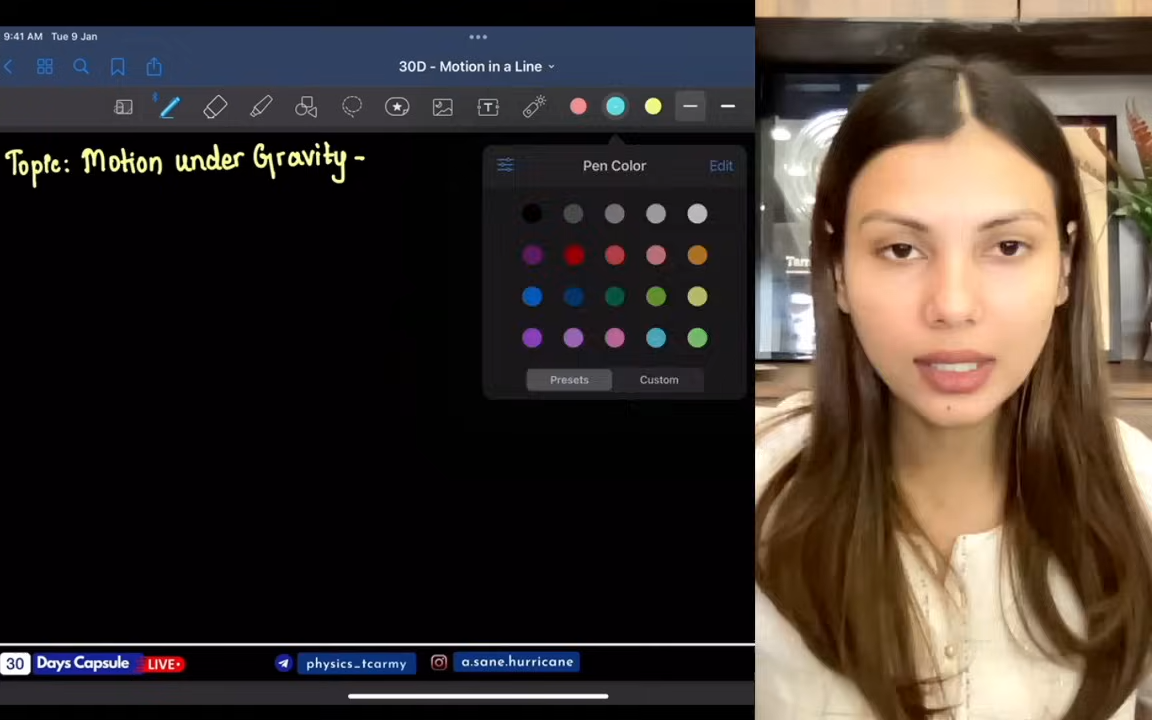 9:41 AM Tue 9 Jan
30D - Motion in a Line
Topic: Motion under Gravity -
Pen Color
Edit
Presets
Custom
30 Days Capsule LIVE
physics_tcarmy
a.sane.hurricane